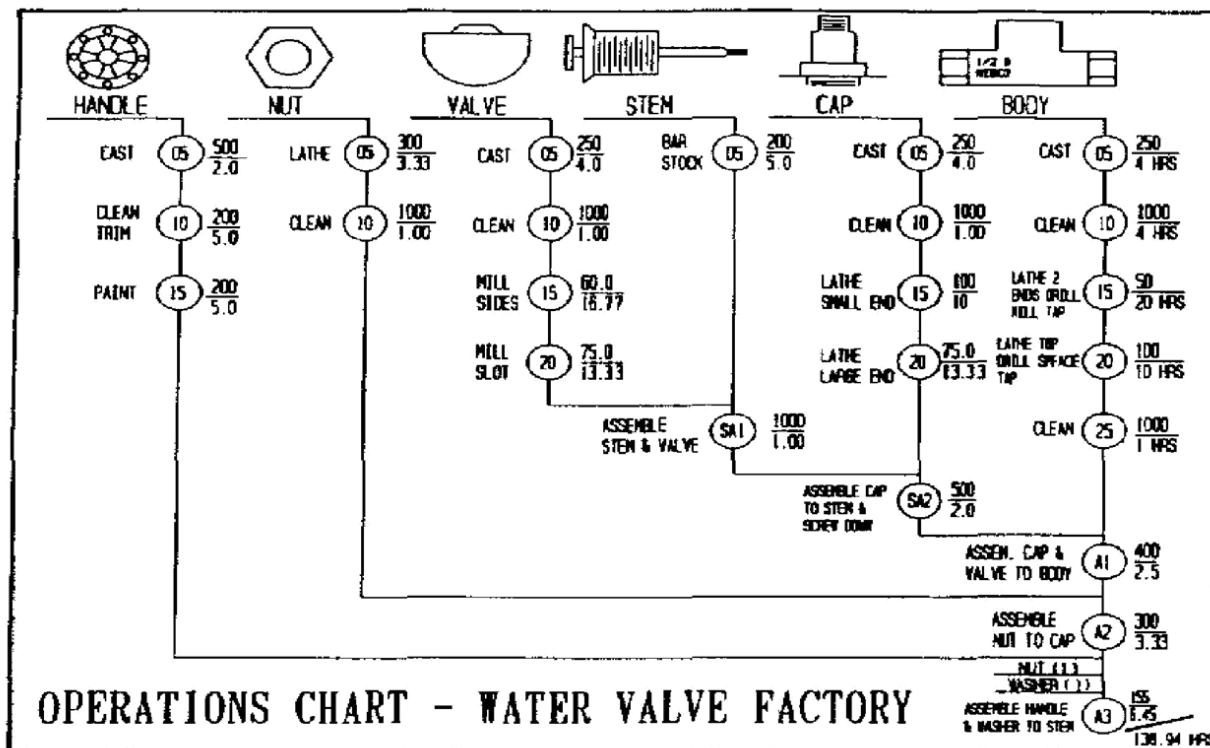 HANDLE
NUT
VALVE
STEM
CAP
BODY
1/2 B
CAST
05
500
2.0
LATHE
05
300
3.33
CAST
05
250
4.0
BAR
STOCK
05
200
5.0
CAST
05
250
4.0
CAST
05
250
4 HRS
CLEAN
TRIM
10
200
5.0
CLEAN
10
1000
1.00
CLEAN
10
1000
1.00
CLEAN
10
1000
1.00
CLEAN
10
1000
4 HRS
PAINT
15
200
5.0
MILL
SIDES
15
60.0
16.77
LATHE
SMALL END
15
100
10
LATHE 2
ENDS DRILL
TAP
15
50
20 HRS
MILL
SLOT
20
75.0
13.33
LATHE
LARGE END
20
75.0
13.33
LATHE TOP
DRILL SPFACE
TAP
20
100
10 HRS
ASSEMBLE
STEM & VALVE
SA1
1000
1.00
CLEAN
25
1000
1 HRS
ASSEMBLE CAP
TO STEM &
SCREW DOWN
SA2
500
2.0
ASSEM. CAP &
VALVE TO BODY
A1
400
2.5
ASSEMBLE
NUT TO CAP
A2
300
3.33
NUT (1)
WASHER (1)
ASSEMBLE HANDLE
& WASHER TO STEM
A3
155
6.45
138.94 HRS
OPERATIONS CHART - WATER VALVE FACTORY